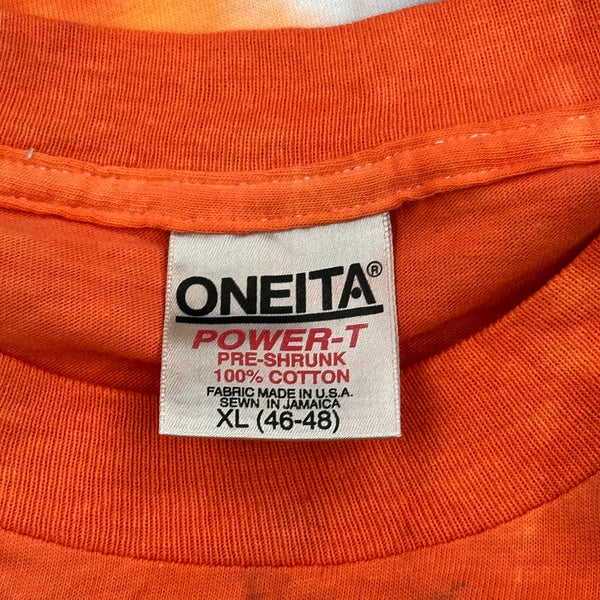 ONEITA®
POWER-T
PRE-SHRUNK
100% COTTON
FABRIC MADE IN U.S.A.
SEWN IN JAMAICA
XL (46-48)